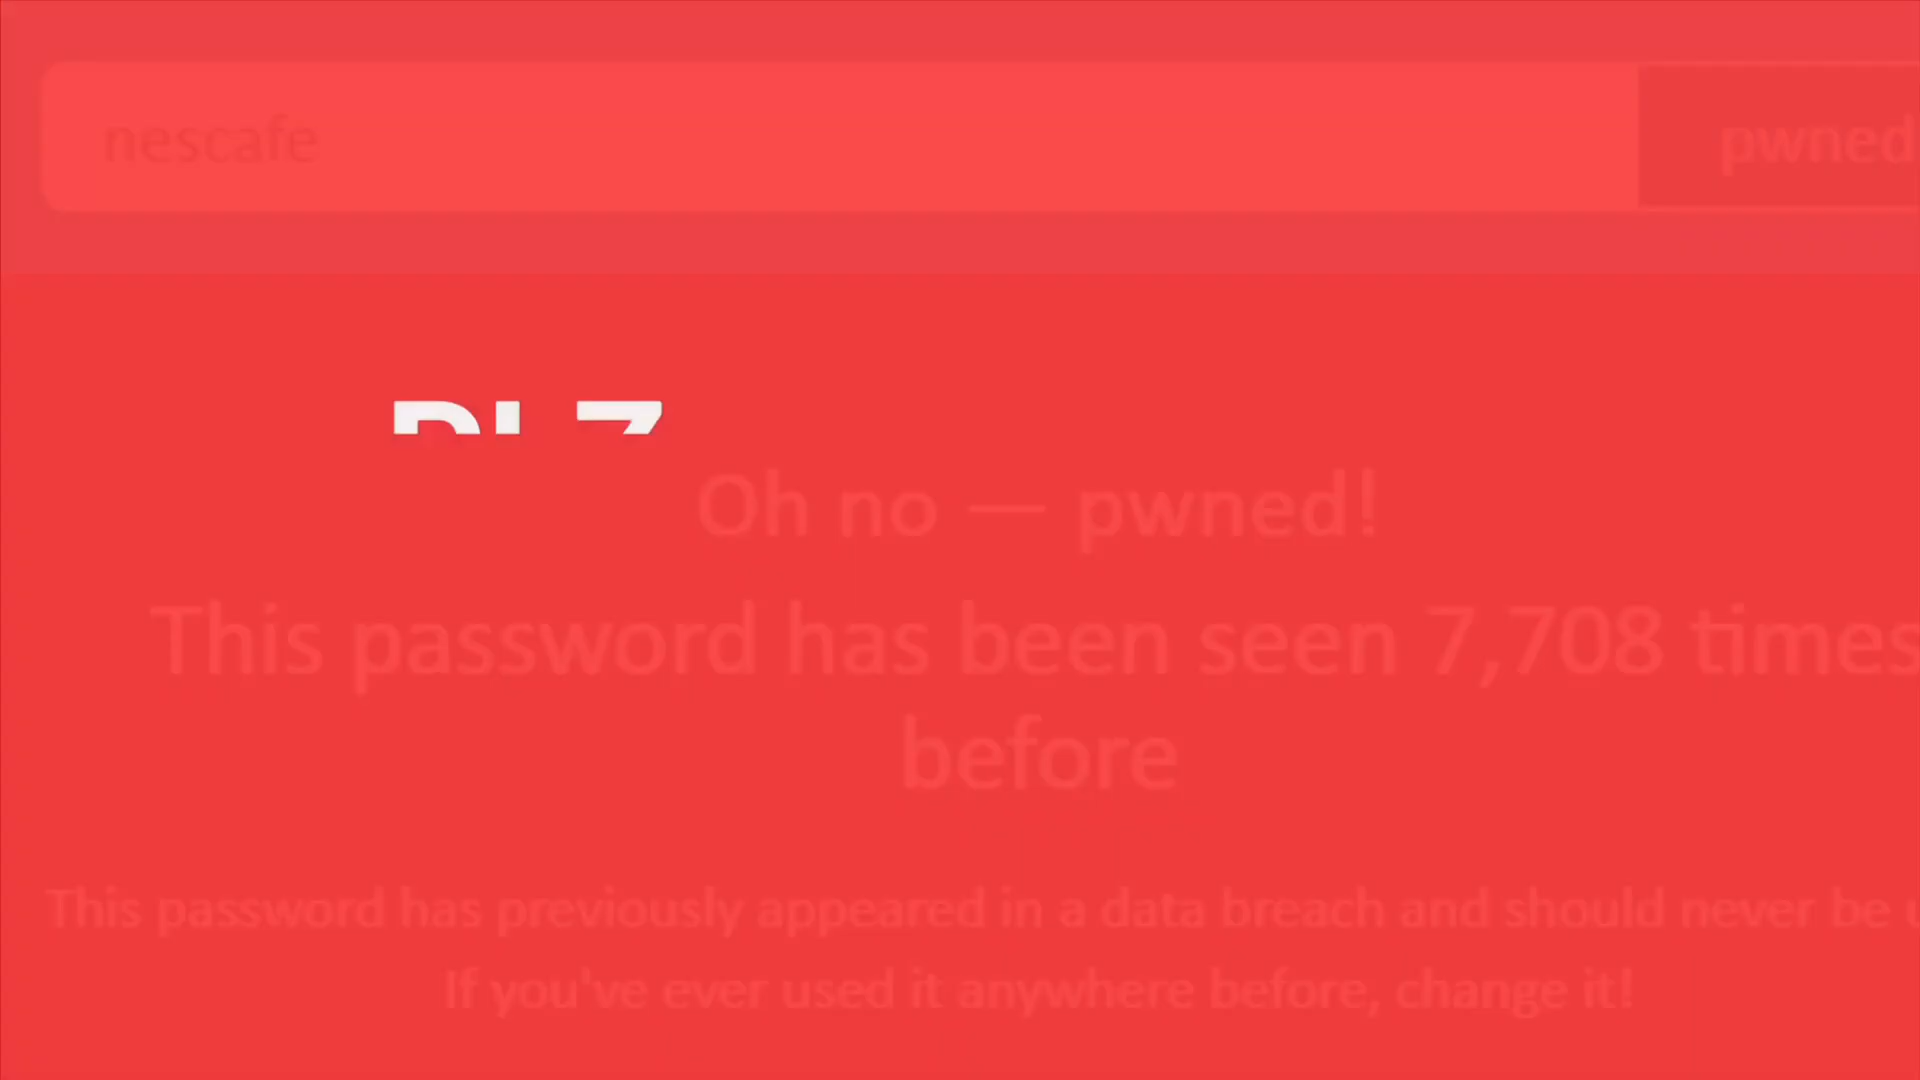 nescafe
pwned
Oh no — pwned!
This password has been seen 7,708 times
before
This password has previously appeared in a data breach and should never be
If you've ever used it anywhere before, change it!